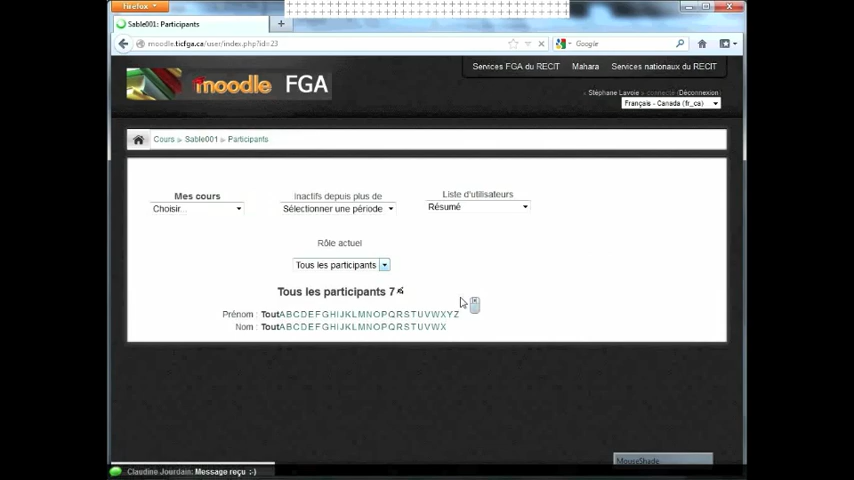 Firefox
Sable001: Participants
moodle.ticfga.ca/user/index.php?id=23
Google
Services FGA du RECIT Mahara Services nationaux du RECIT
moodle FGA
Stéphane Lavoie connecté (Déconnexion)
Français - Canada (fr_ca)
Cours Sable001 Participants
Mes cours
Choisir...
Inactifs depuis plus de
Sélectionner une période
Liste d'utilisateurs
Résumé
Rôle actuel
Tous les participants
Tous les participants 7
Prénom : ToutABCDEFGHIJKLMNOPQRSTUVWXYZ
Nom : ToutABCDEFGHIJKLMNOPQRSTUVWX
MouseShade
Claudine Jourdain: Message reçu :-)